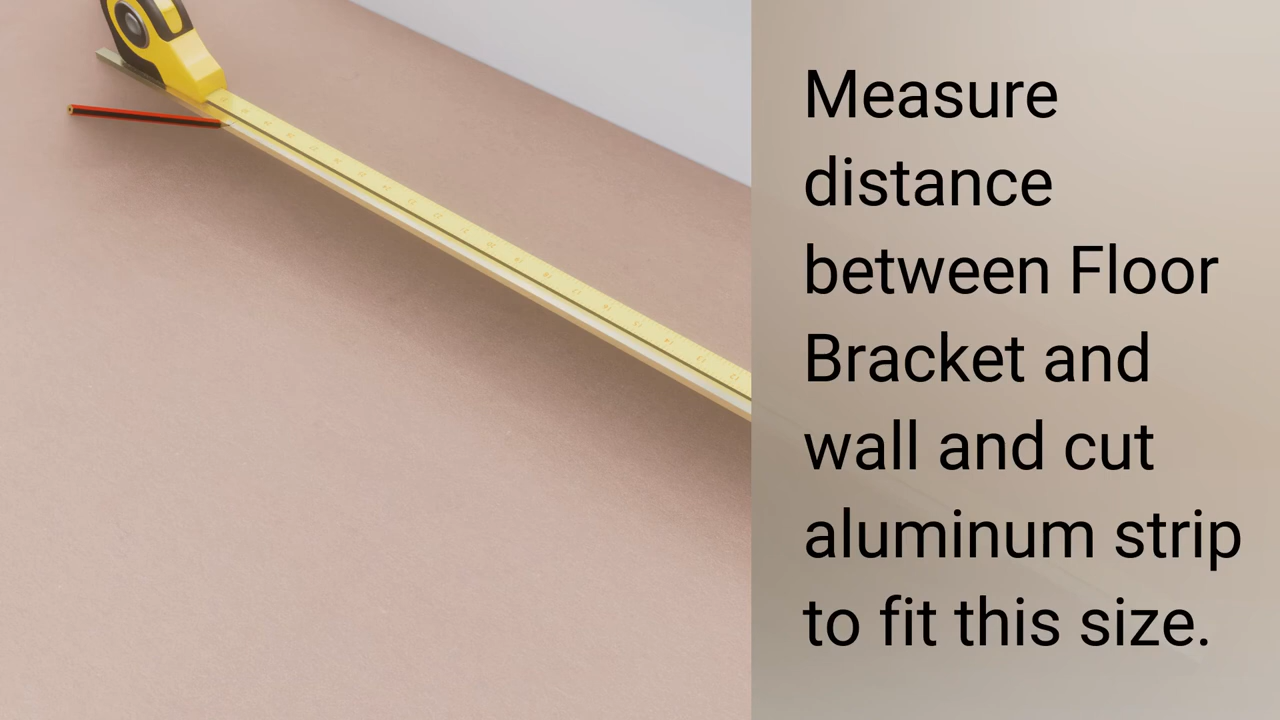 Measure
distance
between Floor
Bracket and
wall and cut
aluminum strip
to fit this size.